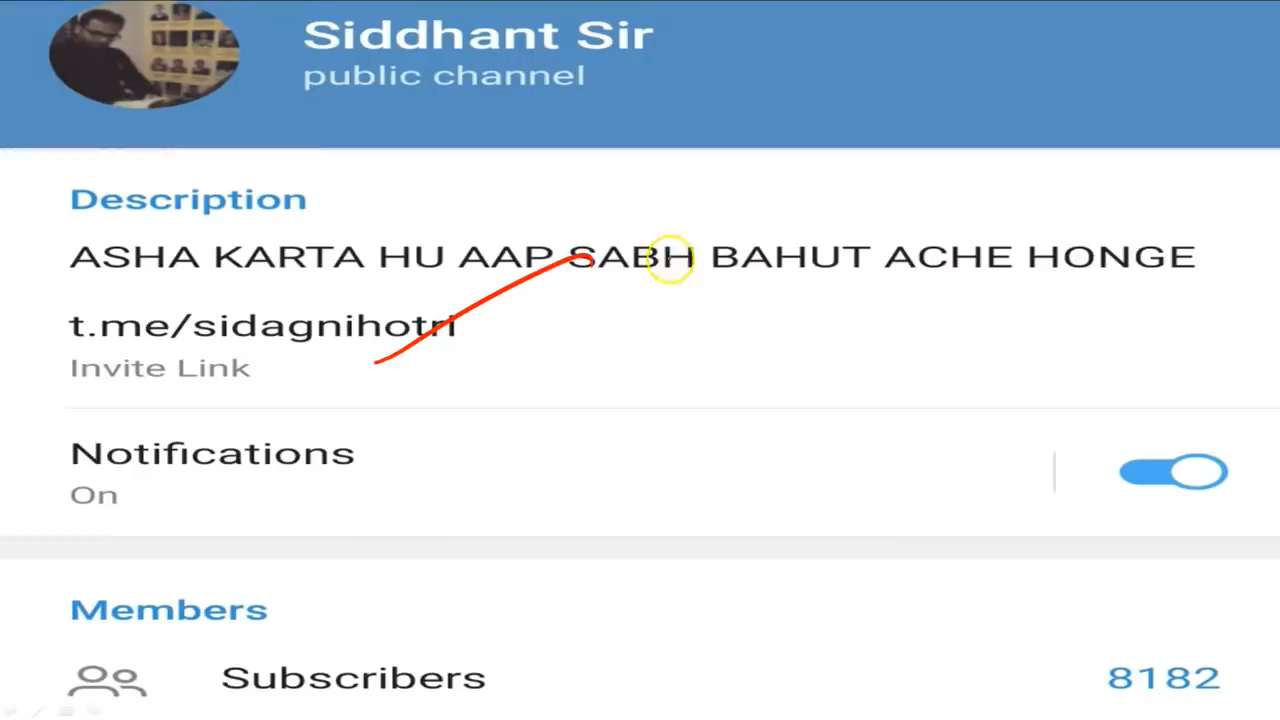 Siddhant Sir
public channel
Description
ASHA KARTA HU AAP SABH BAHUT ACHE HONGE
t.me/sidagnihotri
Invite Link
Notifications
On
Members
Subscribers 8182